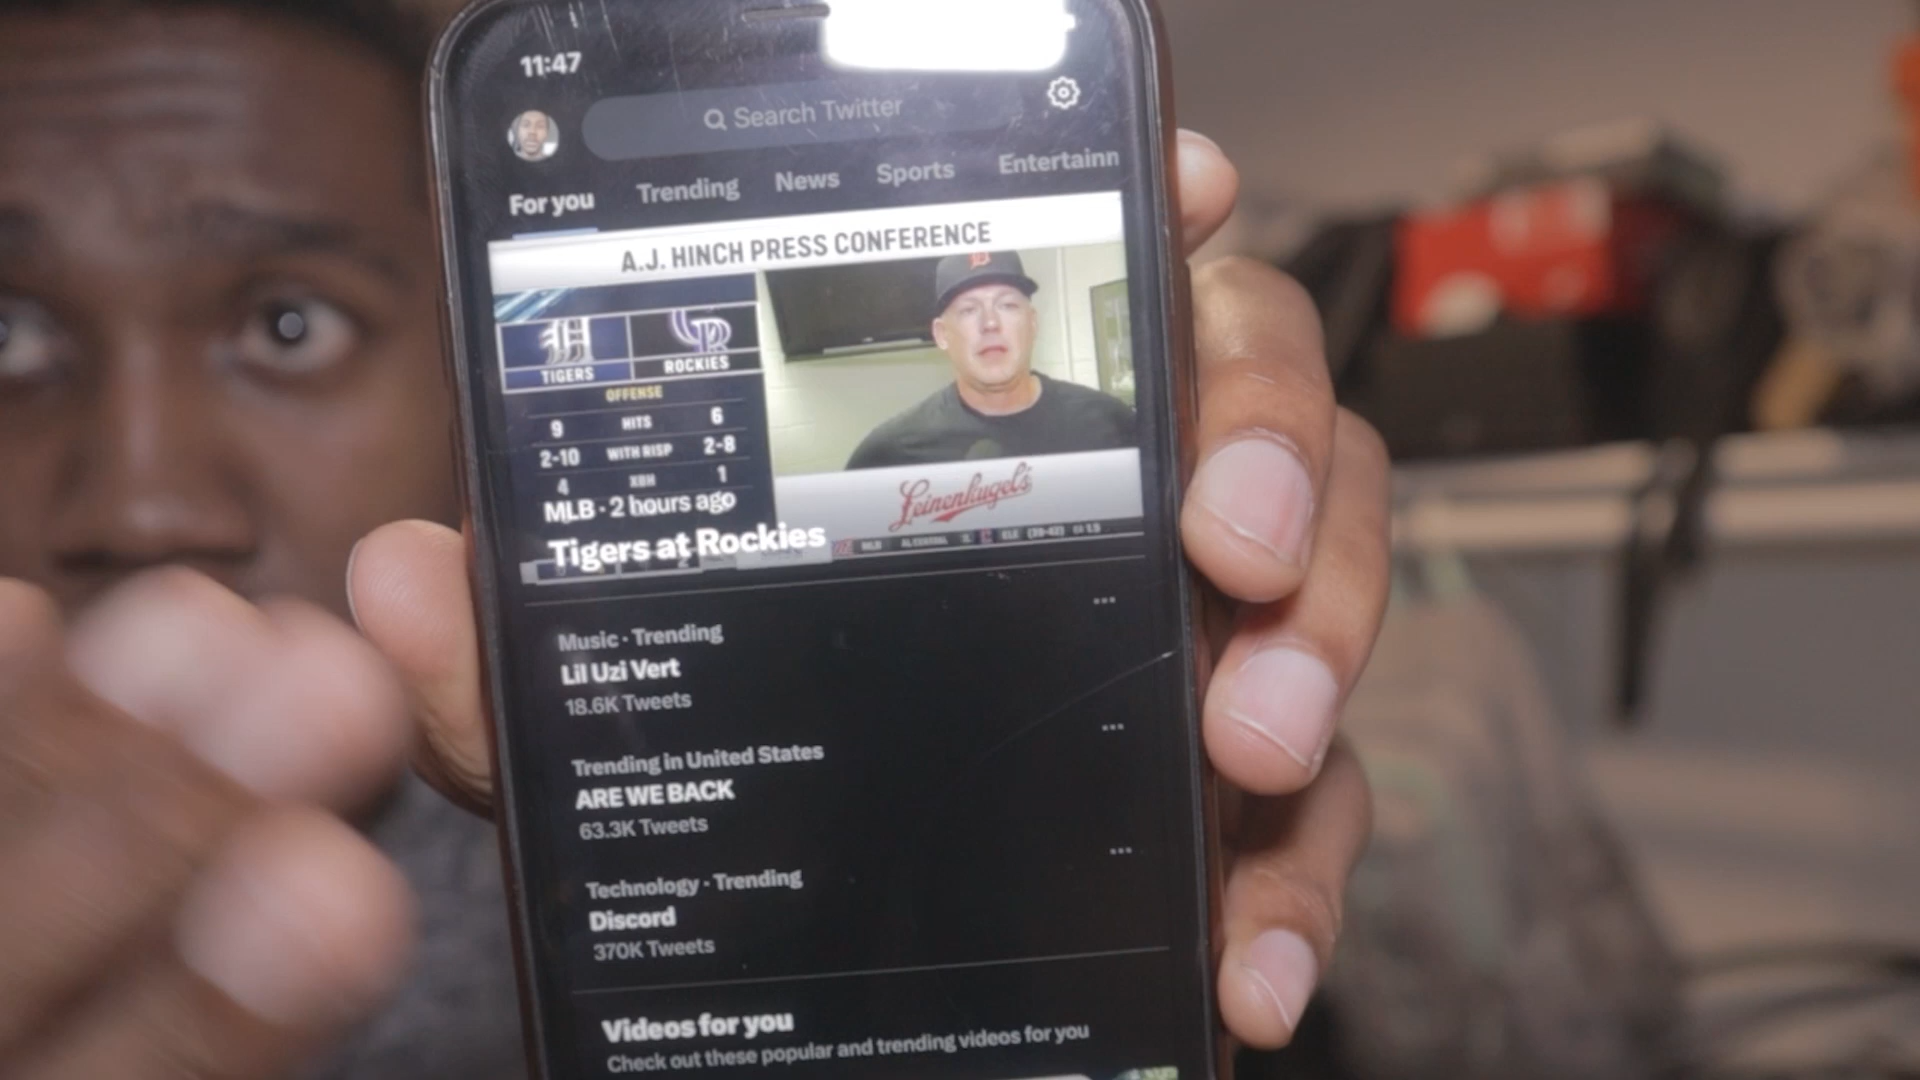 11:47
Search Twitter
For you Trending News Sports Entertainn
A.J. HINCH PRESS CONFERENCE
TIGERS ROCKIES
OFFENSE
9 HITS 6
2-10 WITH RISP 2-8
4 XBH 1
MLB · 2 hours ago
Leinenkugel's
Tigers at Rockies
Music · Trending
Lil Uzi Vert
18.6K Tweets
Trending in United States
ARE WE BACK
63.3K Tweets
Technology · Trending
Discord
370K Tweets
Videos for you
Check out these popular and trending videos for you